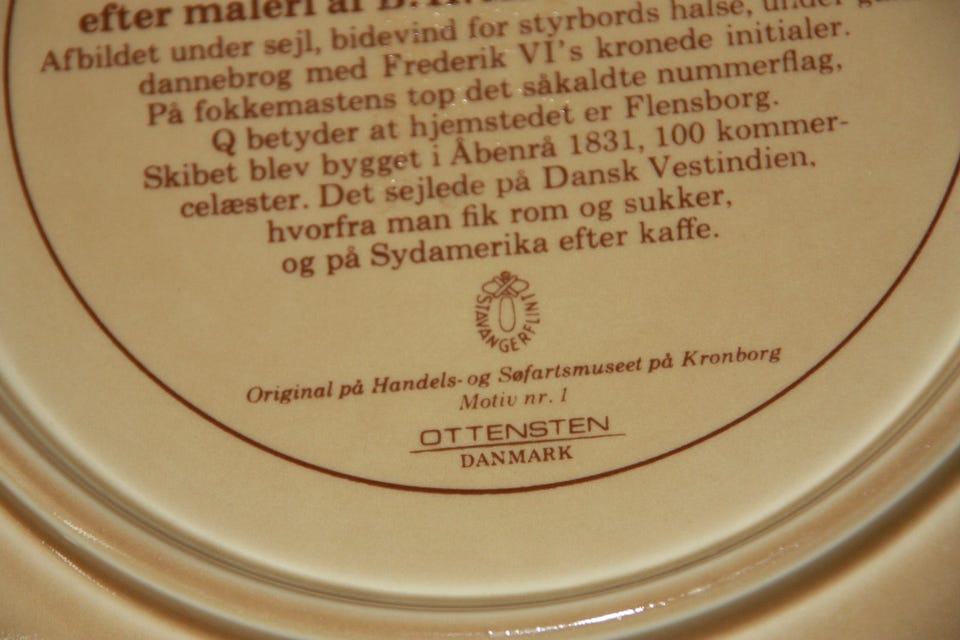 efter maleri af
Afbildet under sejl, bidevind for styrbords halse, under
dannebrog med Frederik VI's kronede initialer.
På fokkemastens top det såkaldte nummerflag,
Q betyder at hjemstedet er Flensborg.
Skibet blev bygget i Åbenrå 1831, 100 kommer-
celæster. Det sejlede på Dansk Vestindien,
hvorfra man fik rom og sukker,
og på Sydamerika efter kaffe.
STAVANGERFLINT
Original på Handels- og Søfartsmuseet på Kronborg
Motiv nr. 1
OTTENSTEN
DANMARK